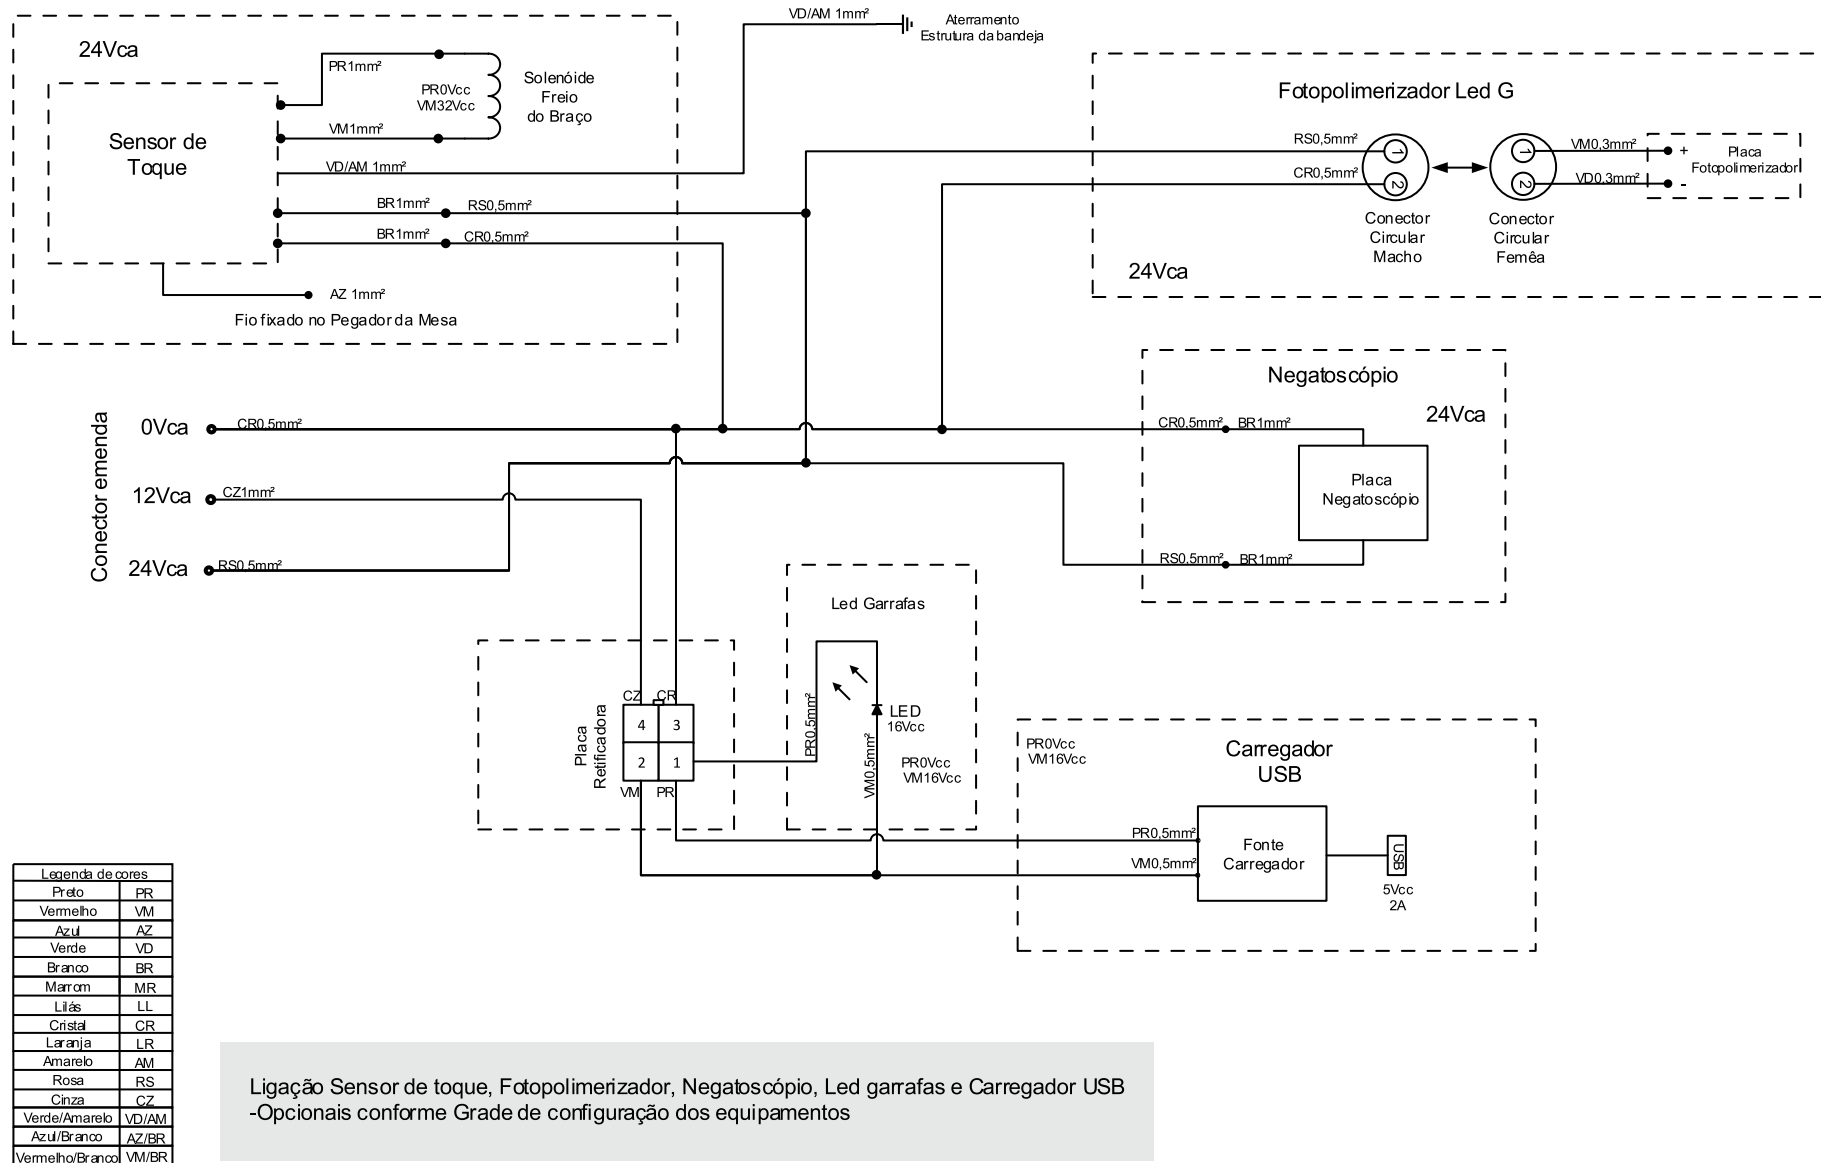 VD/AM 1mm²
Aterramento
Estrutura da bandeja
24Vca
PR1mm²
PR0Vcc
VM32Vcc
Solenóide
Freio
do Braço
Sensor de
Toque
VM1mm²
VD/AM 1mm²
BR1mm²
RS0,5mm²
BR1mm²
CR0,5mm²
AZ 1mm²
Fio fixado no Pegador da Mesa
Fotopolimerizador Led G
RS0,5mm²
CR0,5mm²
1
2
1
2
VM0,3mm²
VD0,3mm²
+
-
Placa
Fotopolimerizador
Conector
Circular
Macho
Conector
Circular
Femêa
24Vca
Conector emenda
0Vca
CR0,5mm²
12Vca
CZ1mm²
24Vca
RS0,5mm²
Negatoscópio
24Vca
CR0,5mm²
BR1mm²
Placa
Negatoscópio
RS0,5mm²
BR1mm²
Placa
Retificadora
CZ
CR
4
3
2
1
VM
PR
Led Garrafas
PR0,5mm²
VM0,5mm²
LED
16Vcc
PR0Vcc
VM16Vcc
PR0Vcc
VM16Vcc
Carregador
USB
PR0,5mm²
VM0,5mm²
Fonte
Carregador
USB
5Vcc
2A
Legenda de cores
Preto PR
Vermelho VM
Azul AZ
Verde VD
Branco BR
Marrom MR
Lilás LL
Cristal CR
Laranja LR
Amarelo AM
Rosa RS
Cinza CZ
Verde/Amarelo VD/AM
Azul/Branco AZ/BR
Vermelho/Branco VM/BR
Ligação Sensor de toque, Fotopolimerizador, Negatoscópio, Led garrafas e Carregador USB
-Opcionais conforme Grade de configuração dos equipamentos